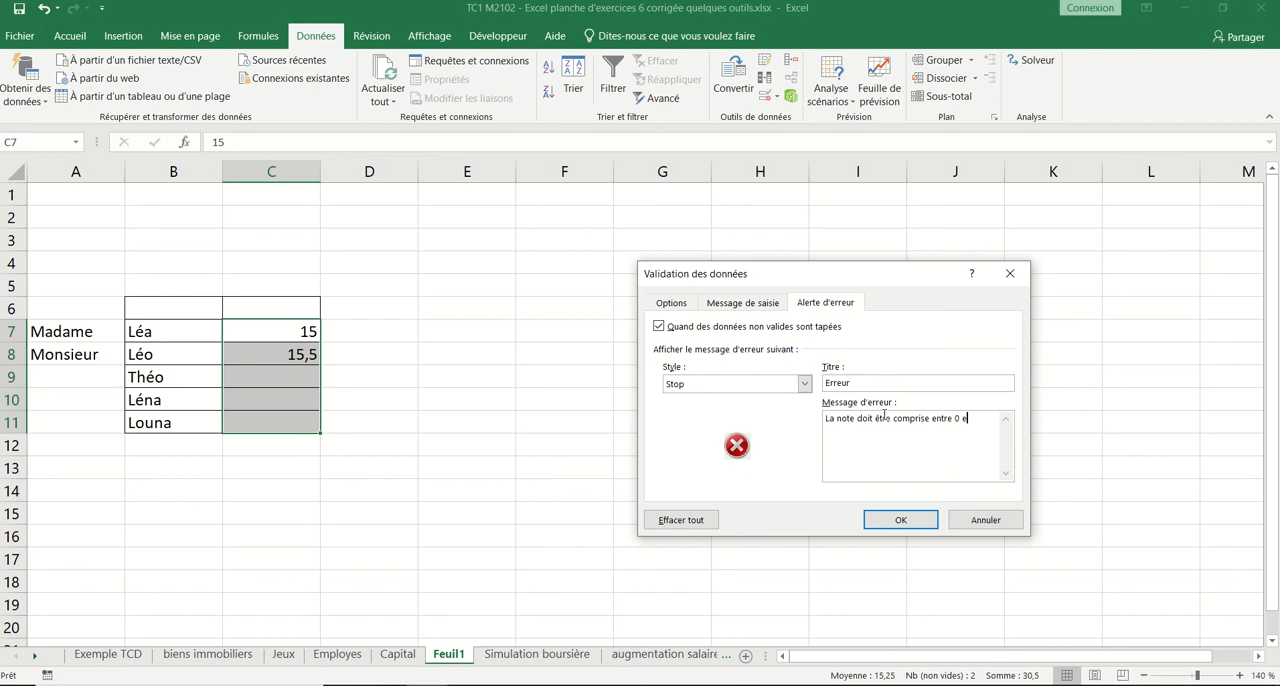 TC1 M2102 - Excel planche d'exercices 6 corrigée quelques outils.xlsx - Excel
Connexion
Fichier Accueil Insertion Mise en page Formules Données Révision Affichage Développeur Aide Dites-nous ce que vous voulez faire Partager
Obtenir des données
À partir d'un fichier texte/CSV
À partir du web
À partir d'un tableau ou d'une plage
Sources récentes
Connexions existantes
Récupérer et transformer des données
Actualiser tout
Requêtes et connexions
Propriétés
Modifier les liaisons
Requêtes et connexions
Trier
Filtrer
Effacer
Réappliquer
Avancé
Trier et filtrer
Convertir
Outils de données
Analyse scénarios
Feuille de prévision
Prévision
Grouper
Dissocier
Sous-total
Plan
Solveur
Analyse
C7 fx 15
A B C D E F G H I J K L M
1
2
3
4
5
6
7 Madame Léa 15
8 Monsieur Léo 15,5
9 Théo
10 Léna
11 Louna
12
13
14
15
16
17
18
19
20
Validation des données ?
Options Message de saisie Alerte d'erreur
Quand des données non valides sont tapées
Afficher le message d'erreur suivant :
Style : Titre :
Stop Erreur
Message d'erreur :
La note doit être comprise entre 0 e
Effacer tout OK Annuler
Exemple TCD biens immobiliers Jeux Employes Capital Feuil1 Simulation boursière augmentation salaire ...
Prêt Moyenne : 15,25 Nb (non vides) : 2 Somme : 30,5 140 %